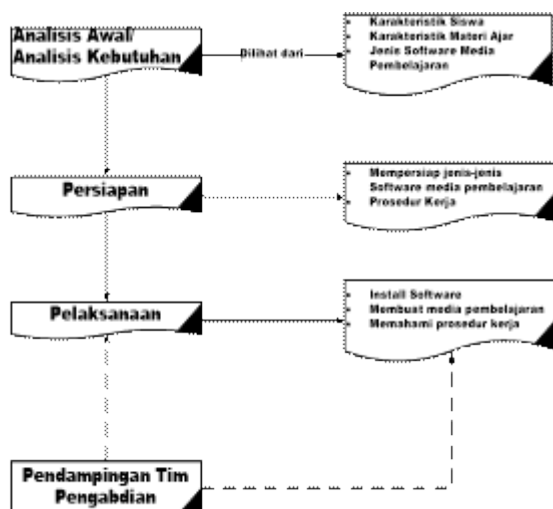 Analisis Awal/
Analisis Kebutuhan
Dilihat dari
Karakteristik Siswa
Karakteristik Materi Ajar
Jenis Software Media
Pembelajaran
Persiapan
Mempersiap jenis-jenis
Software media pembelajaran
Prosedur Kerja
Pelaksanaan
Install Software
Membuat media pembelajaran
Memahami prosedur kerja
Pendampingan Tim
Pengabdian